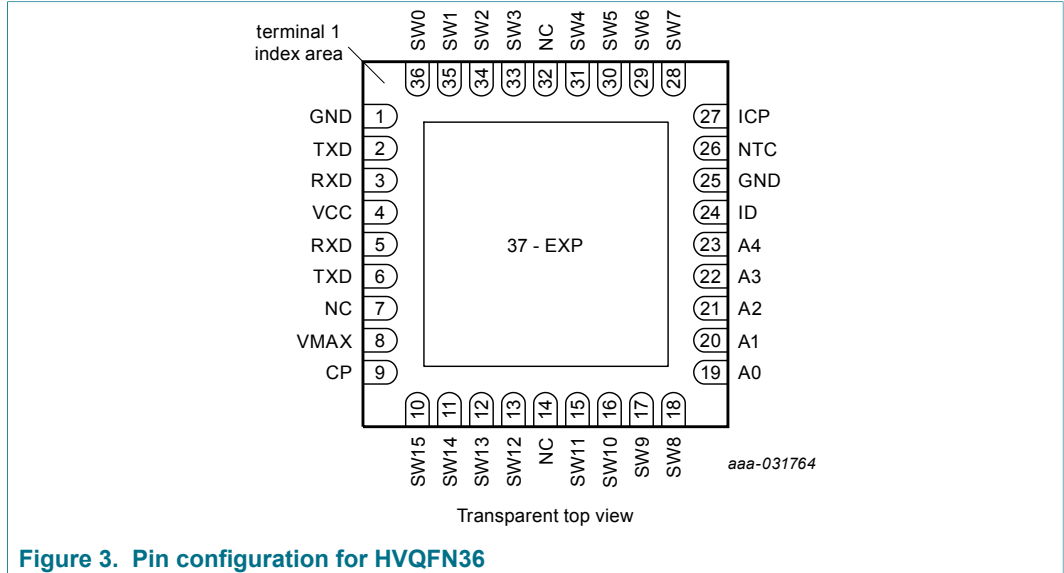 terminal 1
index area
SW0
SW1
SW2
SW3
NC
SW4
SW5
SW6
SW7
36
35
34
33
32
31
30
29
28
GND 1
TXD 2
RXD 3
VCC 4
RXD 5
TXD 6
NC 7
VMAX 8
CP 9
37 - EXP
27 ICP
26 NTC
25 GND
24 ID
23 A4
22 A3
21 A2
20 A1
19 A0
10
11
12
13
14
15
16
17
18
SW15
SW14
SW13
SW12
NC
SW11
SW10
SW9
SW8
aaa-031764
Transparent top view
Figure 3. Pin configuration for HVQFN36